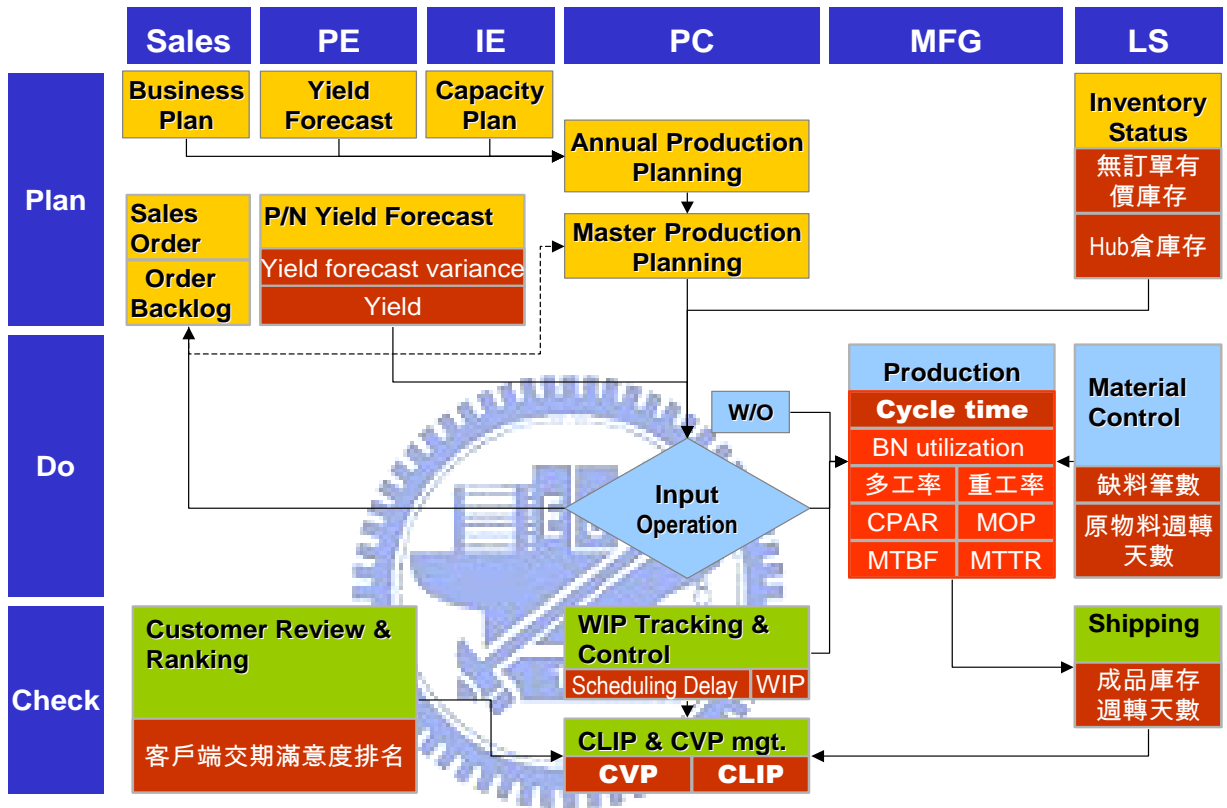 Sales
PE
IE
PC
MFG
LS
Plan
Business
Plan
Yield
Forecast
Capacity
Plan
Annual Production
Planning
Inventory
Status
無訂單有
價庫存
Hub倉庫存
Sales
Order
Order
Backlog
P/N Yield Forecast
Yield forecast variance
Yield
Master Production
Planning
Do
W/O
Input
Operation
Production
Cycle time
BN utilization
多工率
重工率
CPAR
MOP
MTBF
MTTR
Material
Control
缺料筆數
原物料週轉
天數
Check
Customer Review &
Ranking
客戶端交期滿意度排名
WIP Tracking &
Control
Scheduling Delay
WIP
CLIP & CVP mgt.
CVP
CLIP
Shipping
成品庫存
週轉天數